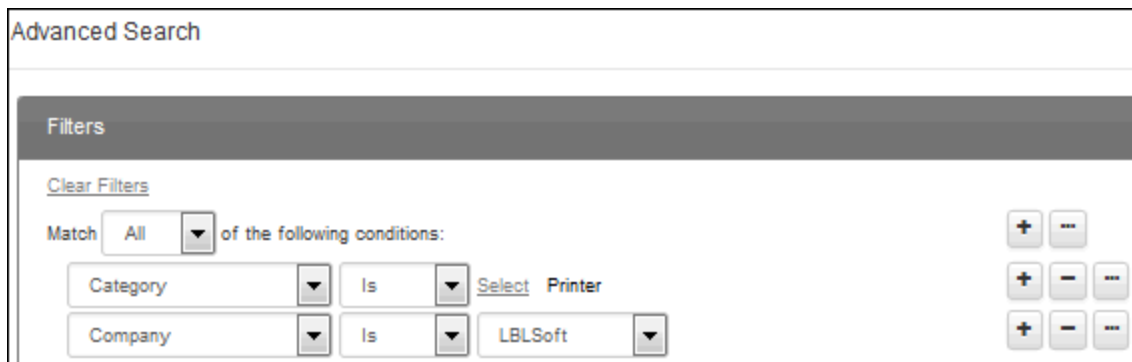 Advanced Search
Filters
Clear Filters
Match All of the following conditions:
Category Is Select Printer
Company Is LBLSoft